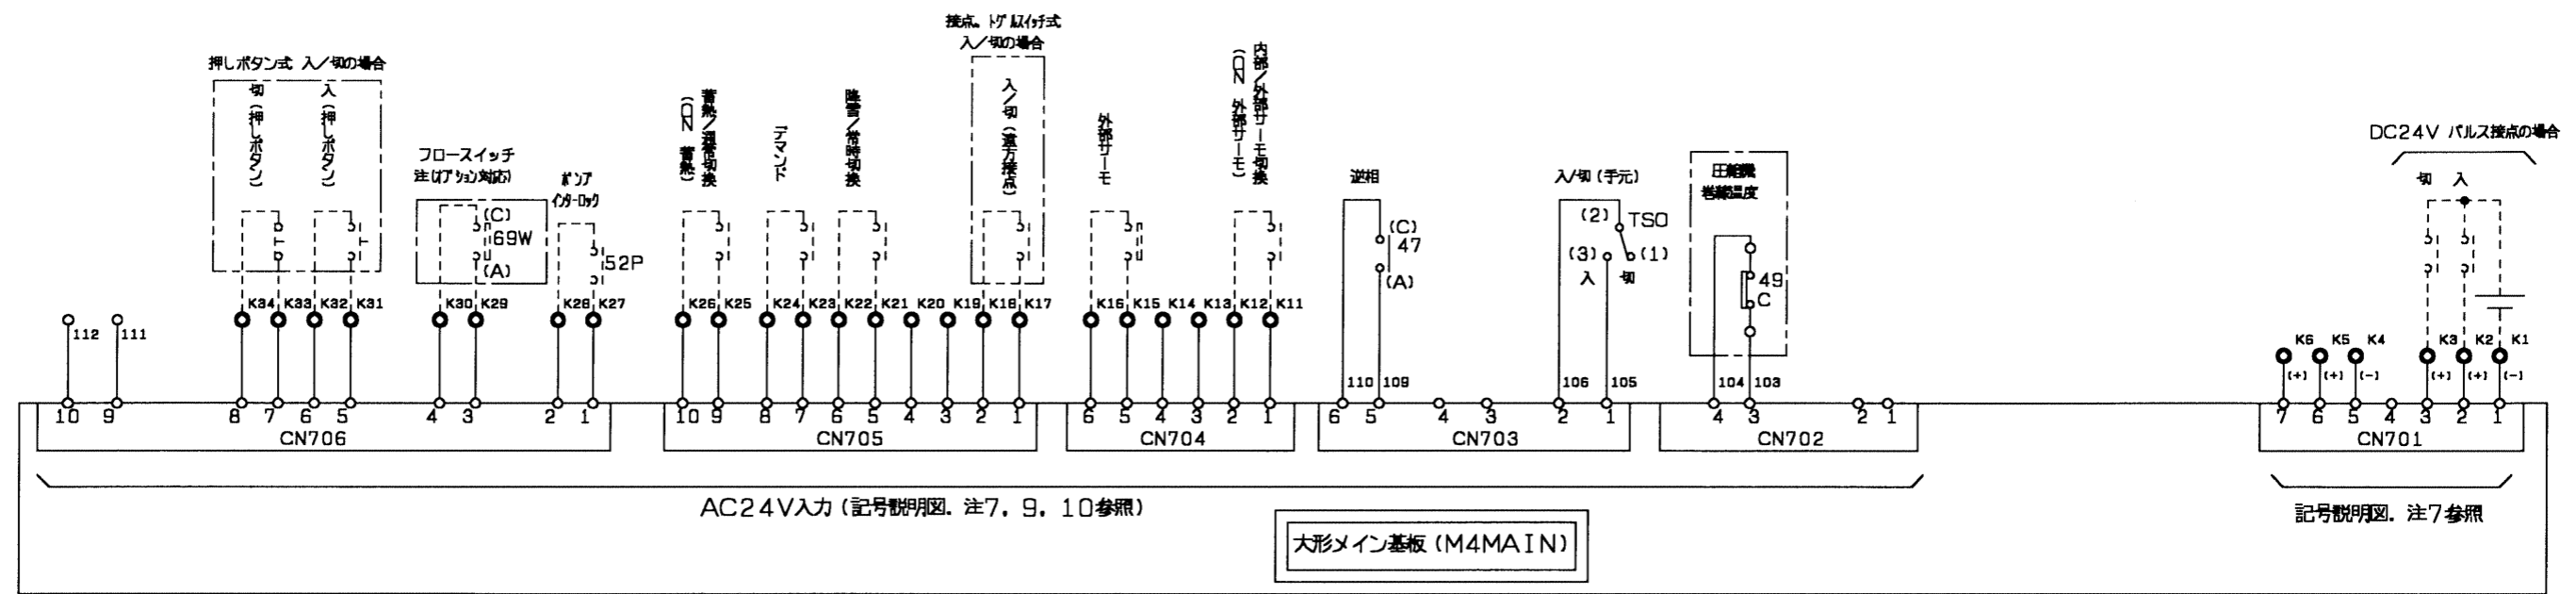 押しボタン式 入/切の場合
切(押しボタン)
入(押しボタン)
フロースイッチ
注(オプション対応)
(C)
69W
(A)
ポンプ
インターロック
52P
蓄熱/通常切換
(ON 蓄熱)
デマンド
降雪/常時切換
接点、トグルスイッチ式
入/切の場合
入/切(遠方接点)
外部サーモ
内部/外部サーモ切換
(ON 外部サーモ)
逆相
(C)
47
(A)
入/切(手元)
(2) TSO
(3) (1)
入 切
圧縮機
巻線温度
49
C
DC24V パルス接点の場合
切 入
112 111
K34 K33 K32 K31
K30 K29
K28 K27
K26 K25
K24 K23 K22 K21 K20 K19 K18 K17
K16 K15 K14 K13 K12 K11
110 109
106 105
104 103
K6 K5 K4 K3 K2 K1
(+) (+) (-) (+) (+) (-)
10 9 8 7 6 5 4 3 2 1
CN706
10 9 8 7 6 5 4 3 2 1
CN705
6 5 4 3 2 1
CN704
6 5 4 3 2 1
CN703
4 3 2 1
CN702
7 6 5 4 3 2 1
CN701
AC24V入力(記号説明図. 注7, 9, 10参照)
記号説明図. 注7参照
大形メイン基板(M4MAIN)